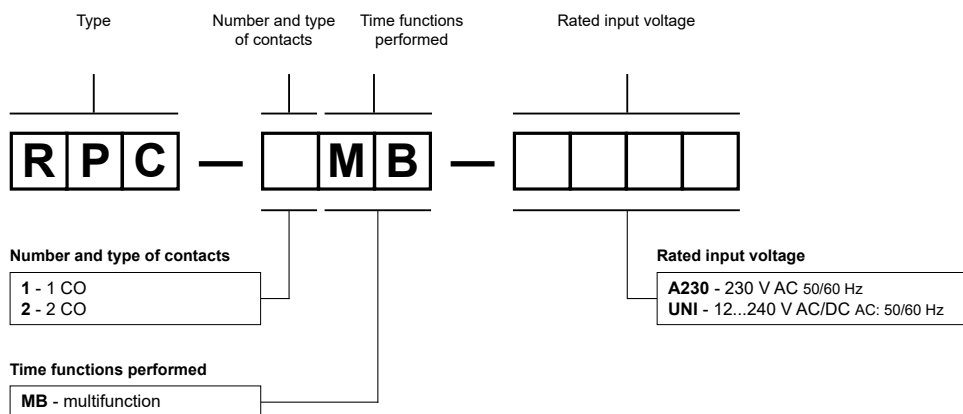 Type
Number and type
of contacts
Time functions
performed
Rated input voltage
RPC — MB —
Number and type of contacts
1 - 1 CO
2 - 2 CO
Rated input voltage
A230 - 230 V AC 50/60 Hz
UNI - 12...240 V AC/DC AC: 50/60 Hz
Time functions performed
MB - multifunction